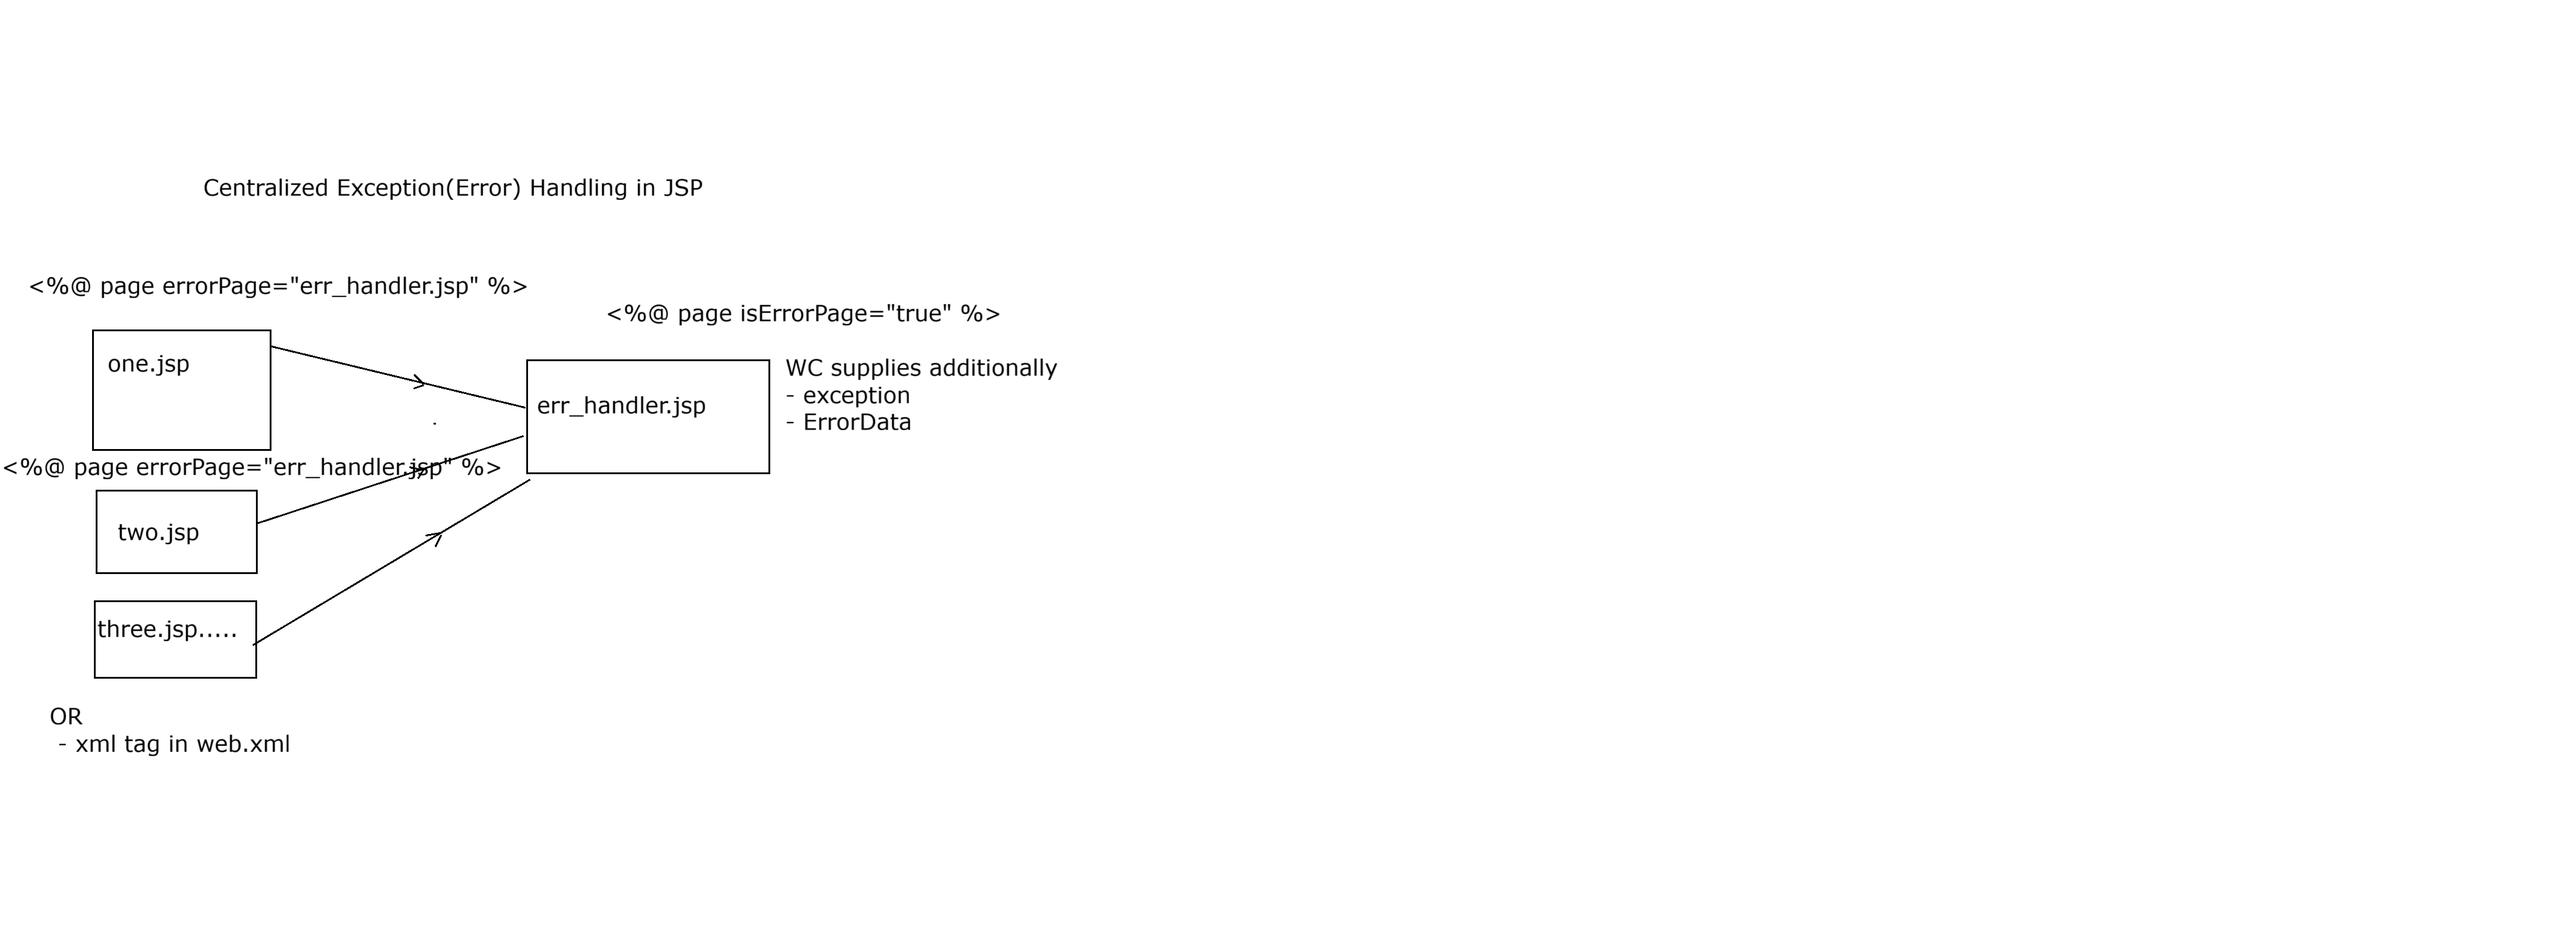 Centralized Exception(Error) Handling in JSP
<%@ page errorPage="err_handler.jsp" %>
<%@ page isErrorPage="true" %>
one.jsp
err_handler.jsp
WC supplies additionally
- exception
- ErrorData
<%@ page errorPage="err_handler.jsp" %>
two.jsp
three.jsp.....
OR
- xml tag in web.xml